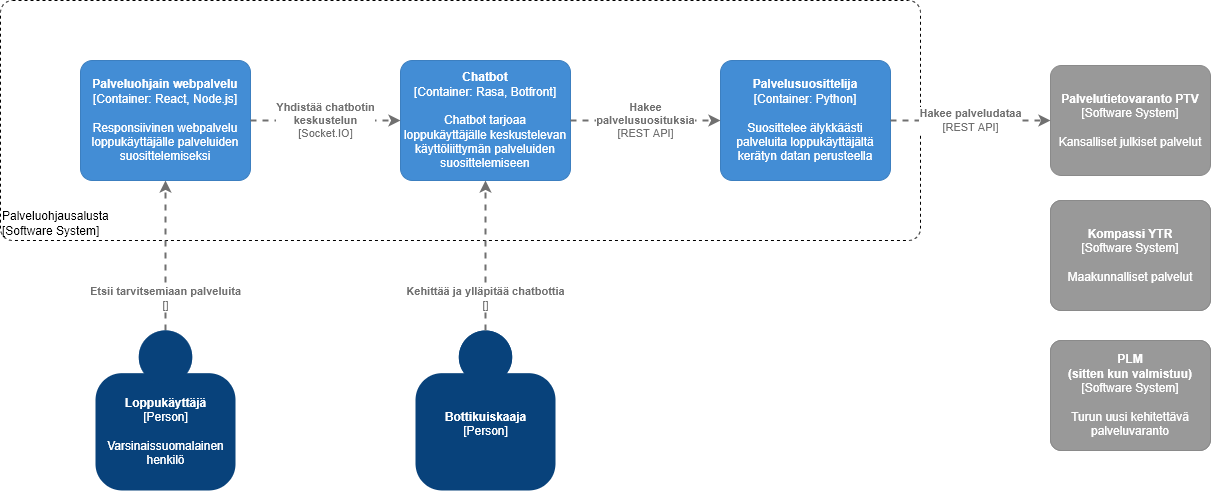 Palveluohjain webpalvelu
[Container: React, Node.js]
Responsiivinen webpalvelu
loppukäyttäjälle palveluiden
suosittelemiseksi
Yhdistää chatbotin
keskustelun
[Socket.IO]
Chatbot
[Container: Rasa, Botfront]
Chatbot tarjoaa
loppukäyttäjälle keskustelevan
käyttöliittymän palveluiden
suosittelemiseen
Hakee
palvelusuosituksia
[REST API]
Palvelusuosittelija
[Container: Python]
Suosittelee älykkäästi
palveluita loppukäyttäjältä
kerätyn datan perusteella
Hakee palveludataa
[REST API]
Palvelutietovaranto PTV
[Software System]
Kansalliset julkiset palvelut
Palveluohjausalusta
[Software System]
Kompassi YTR
[Software System]
Maakunnalliset palvelut
Etsii tarvitsemiaan palveluita
[]
Kehittää ja ylläpitää chatbottia
[]
Loppukäyttäjä
[Person]
Varsinaissuomalainen
henkilö
Bottikuiskaaja
[Person]
PLM
(sitten kun valmistuu)
[Software System]
Turun uusi kehitettävä
palveluvaranto